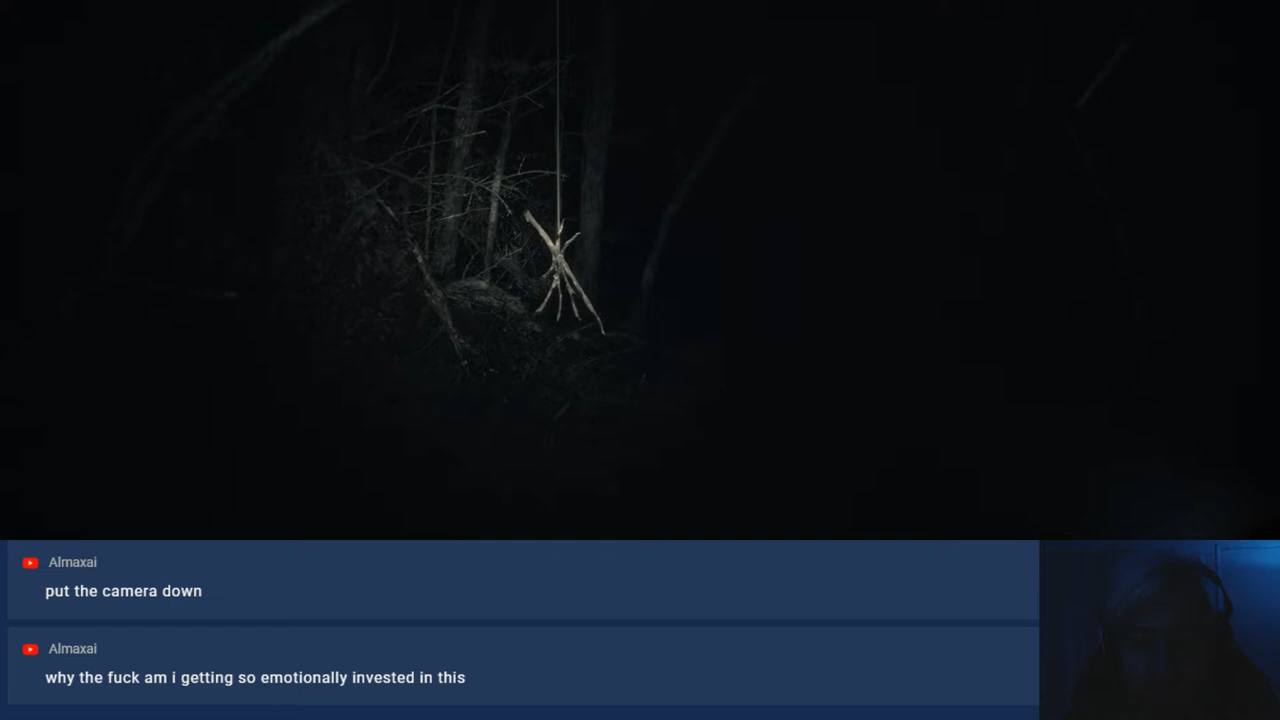 Almaxai
put the camera down
Almaxai
why the fuck am i getting so emotionally invested in this